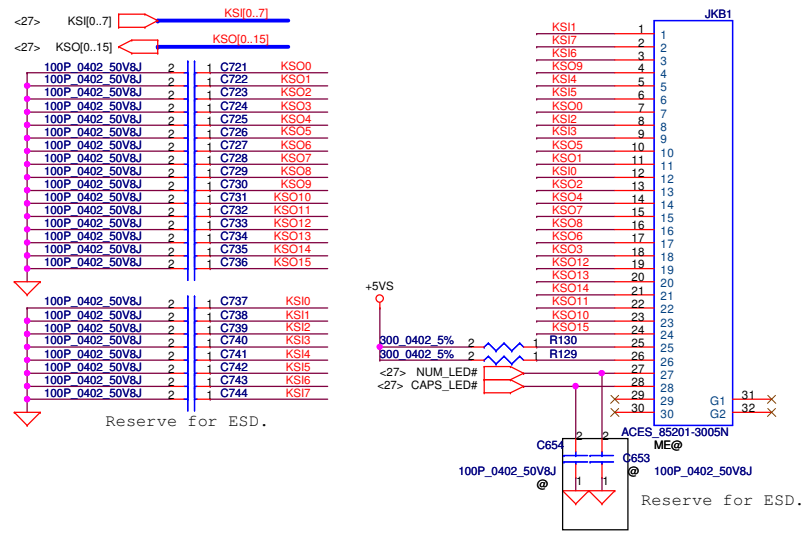 <27> KSI[0..7] KSI[0..7]
<27> KSO[0..15] KSO[0..15]
100P_0402_50V8J 2 1 C721 KSO0
100P_0402_50V8J 2 1 C722 KSO1
100P_0402_50V8J 2 1 C723 KSO2
100P_0402_50V8J 2 1 C724 KSO3
100P_0402_50V8J 2 1 C725 KSO4
100P_0402_50V8J 2 1 C726 KSO5
100P_0402_50V8J 2 1 C727 KSO6
100P_0402_50V8J 2 1 C728 KSO7
100P_0402_50V8J 2 1 C729 KSO8
100P_0402_50V8J 2 1 C730 KSO9
100P_0402_50V8J 2 1 C731 KSO10
100P_0402_50V8J 2 1 C732 KSO11
100P_0402_50V8J 2 1 C733 KSO12
100P_0402_50V8J 2 1 C734 KSO13
100P_0402_50V8J 2 1 C735 KSO14
100P_0402_50V8J 2 1 C736 KSO15
100P_0402_50V8J 2 1 C737 KSI0
100P_0402_50V8J 2 1 C738 KSI1
100P_0402_50V8J 2 1 C739 KSI2
100P_0402_50V8J 2 1 C740 KSI3
100P_0402_50V8J 2 1 C741 KSI4
100P_0402_50V8J 2 1 C742 KSI5
100P_0402_50V8J 2 1 C743 KSI6
100P_0402_50V8J 2 1 C744 KSI7
Reserve for ESD.
JKB1
KSI1 1 1
KSI7 2 2
KSI6 3 3
KSO9 4 4
KSI4 5 5
KSI5 6 6
KSO0 7 7
KSI2 8 8
KSI3 9 9
KSO5 10 10
KSO1 11 11
KSI0 12 12
KSO2 13 13
KSO4 14 14
KSO7 15 15
KSO8 16 16
KSO6 17 17
KSO3 18 18
KSO12 19 19
KSO13 20 20
KSO14 21 21
KSO11 22 22
KSO10 23 23
KSO15 24 24
+5VS
300_0402_5% 2 1 R130 25 25
300_0402_5% 2 1 R129 26 26
<27> NUM_LED# 27 27
<27> CAPS_LED# 28 28
29 29 G1 31
30 30 G2 32
ACES_85201-3005N
ME@
C654 2 2 C653
100P_0402_50V8J @ 1 1 @ 100P_0402_50V8J
Reserve for ESD.